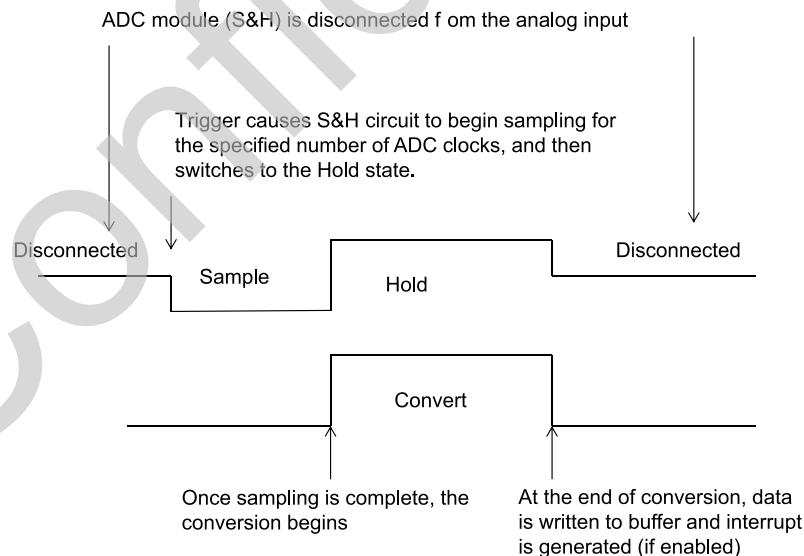 ADC module (S&H) is disconnected f om the analog input
Trigger causes S&H circuit to begin sampling for
the specified number of ADC clocks, and then
switches to the Hold state.
Disconnected
Disconnected
Sample
Hold
Convert
Once sampling is complete, the
conversion begins
At the end of conversion, data
is written to buffer and interrupt
is generated (if enabled)